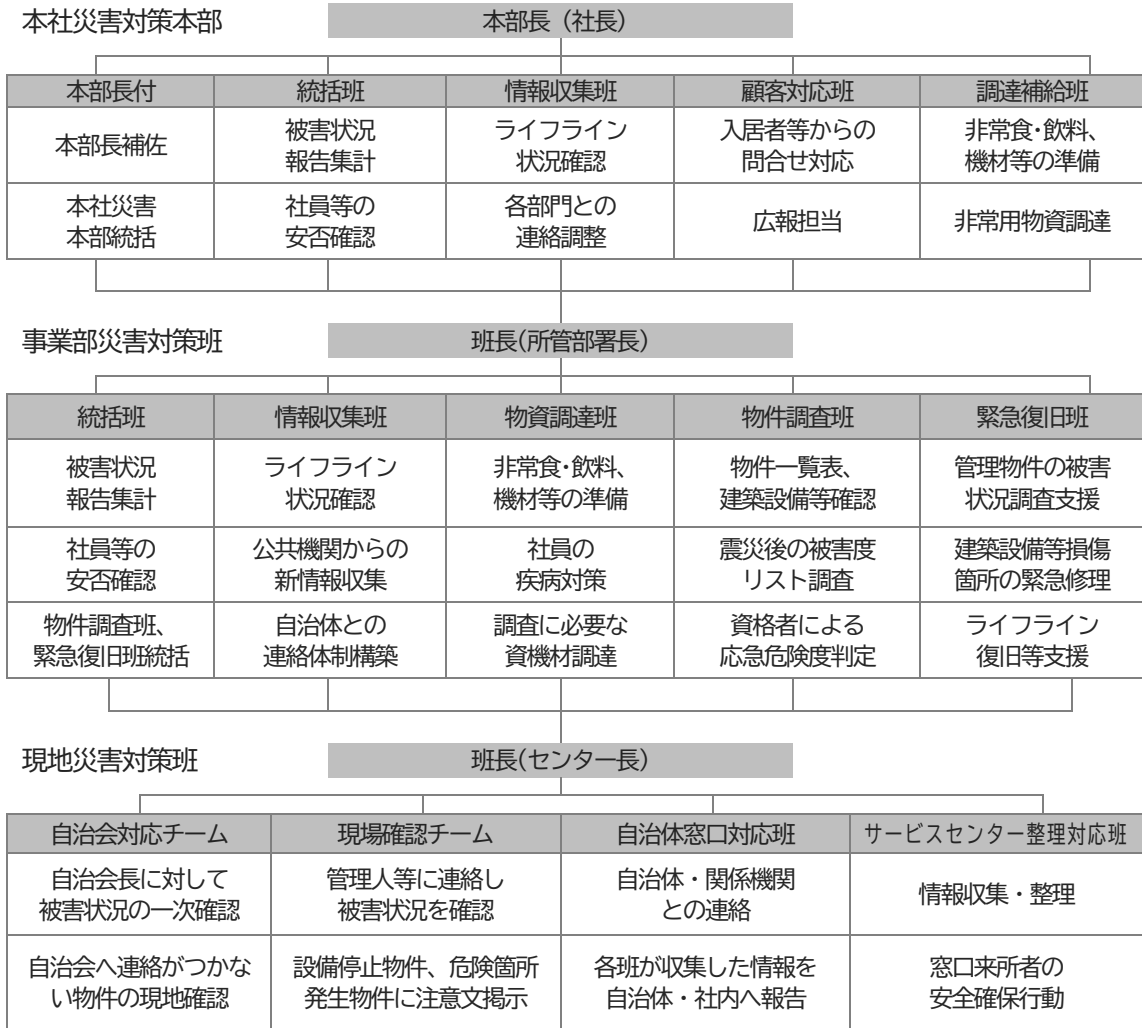 本社災害対策本部
本部長（社長）
本部長付
統括班
情報収集班
顧客対応班
調達補給班
本部長補佐
被害状況
報告集計
ライフライン
状況確認
入居者等からの
問合せ対応
非常食・飲料、
機材等の準備
本社災害
本部統括
社員等の
安否確認
各部門との
連絡調整
広報担当
非常用物資調達
事業部災害対策班
班長(所管部署長)
統括班
情報収集班
物資調達班
物件調査班
緊急復旧班
被害状況
報告集計
ライフライン
状況確認
非常食・飲料、
機材等の準備
物件一覧表、
建築設備等確認
管理物件の被害
状況調査支援
社員等の
安否確認
公共機関からの
新情報収集
社員の
疾病対策
震災後の被害度
リスト調査
建築設備等損傷
箇所の緊急修理
物件調査班、
緊急復旧班統括
自治体との
連絡体制構築
調査に必要な
資機材調達
資格者による
応急危険度判定
ライフライン
復旧等支援
現地災害対策班
班長(センター長)
自治会対応チーム
現場確認チーム
自治体窓口対応班
サービスセンター整理対応班
自治会長に対して
被害状況の一次確認
管理人等に連絡し
被害状況を確認
自治体・関係機関
との連絡
情報収集・整理
自治会へ連絡がつかな
い物件の現地確認
設備停止物件、危険箇所
発生物件に注意文掲示
各班が収集した情報を
自治体・社内へ報告
窓口来所者の
安全確保行動